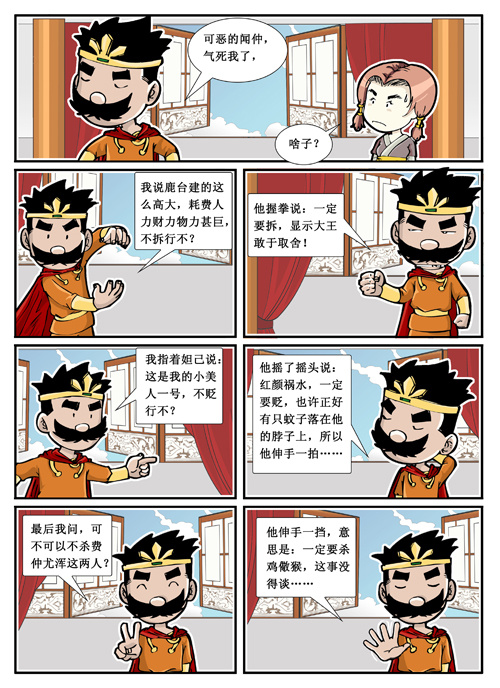 可恶的闻仲，
气死我了，
啥子？
我说鹿台建的这
么高大，耗费人
力财力物力甚巨，
不拆行不？
他握拳说：一定
要拆，显示大王
敢于取舍！
我指着妲己说：
这是我的小美
人一号，不贬
行不？
他摇了摇头说：
红颜祸水，一定
要贬，也许正好
有只蚊子落在他
的脖子上，所以
他伸手一拍……
最后我问，可
不可以不杀费
仲尤浑这两人？
他伸手一挡，意
思是：一定要杀
鸡儆猴，这事没
得谈……